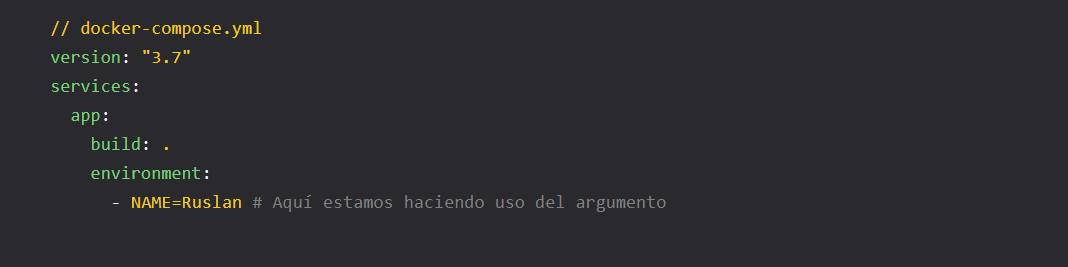 // docker-compose.yml
version: "3.7"
services:
  app:
    build: .
    environment:
      - NAME=Ruslan # Aquí estamos haciendo uso del argumento